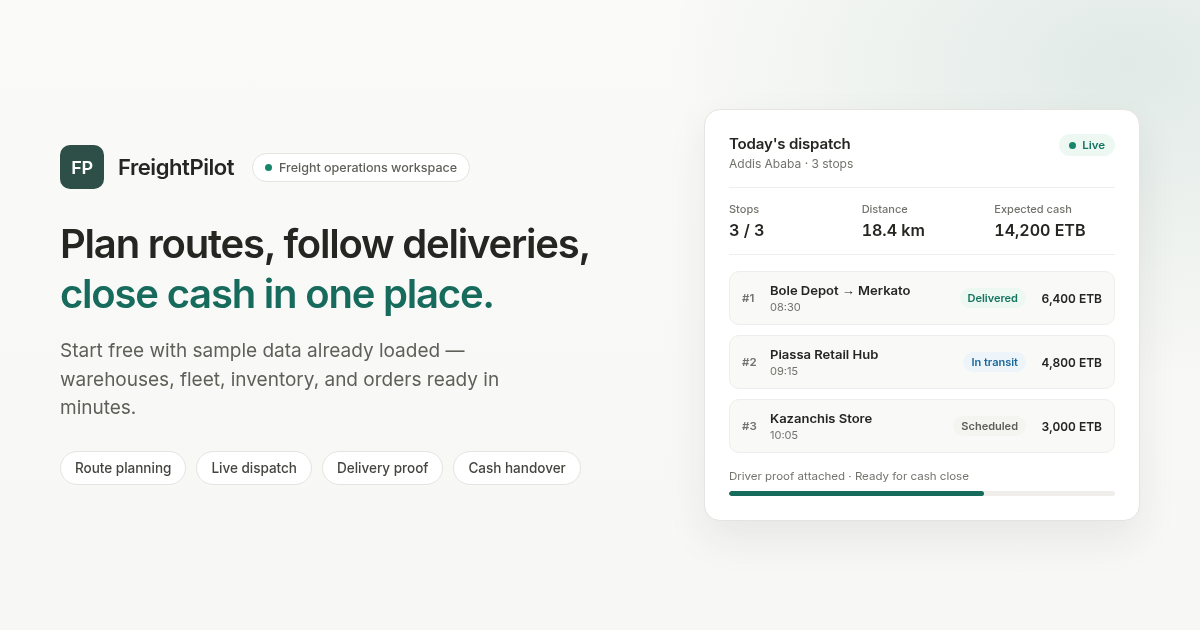 FP
FreightPilot
Freight operations workspace
Plan routes, follow deliveries,
close cash in one place.
Start free with sample data already loaded —
warehouses, fleet, inventory, and orders ready in
minutes.
Route planning
Live dispatch
Delivery proof
Cash handover
Today's dispatch
Live
Addis Ababa · 3 stops
Stops
Distance
Expected cash
3 / 3
18.4 km
14,200 ETB
#1
Bole Depot → Merkato
08:30
Delivered
6,400 ETB
#2
Piassa Retail Hub
09:15
In transit
4,800 ETB
#3
Kazanchis Store
10:05
Scheduled
3,000 ETB
Driver proof attached · Ready for cash close